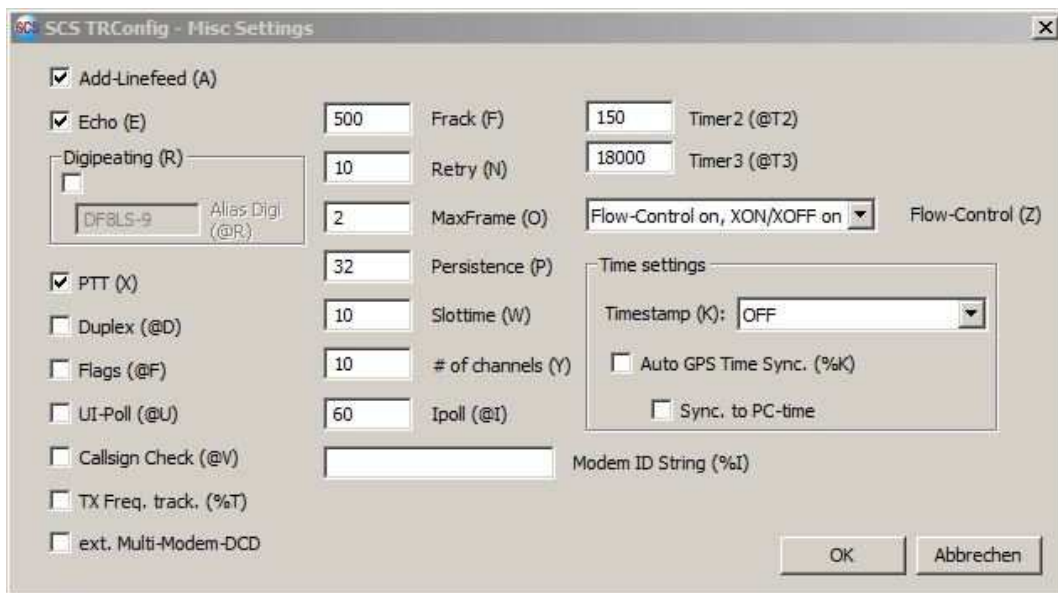 SCS TRConfig - Misc Settings
Add-Linefeed (A)
Echo (E)
Digipeating (R)
DF8LS-9
Alias Digi
(@R)
PTT (X)
Duplex (@D)
Flags (@F)
UI-Poll (@U)
Callsign Check (@V)
TX Freq. track. (%T)
ext. Multi-Modem-DCD
500 Frack (F)
10 Retry (N)
2 MaxFrame (O)
32 Persistence (P)
10 Slottime (W)
10 # of channels (Y)
60 Ipoll (@I)
Modem ID String (%I)
150 Timer2 (@T2)
18000 Timer3 (@T3)
Flow-Control on, XON/XOFF on Flow-Control (Z)
Time settings
Timestamp (K): OFF
Auto GPS Time Sync. (%K)
Sync. to PC-time
OK Abbrechen